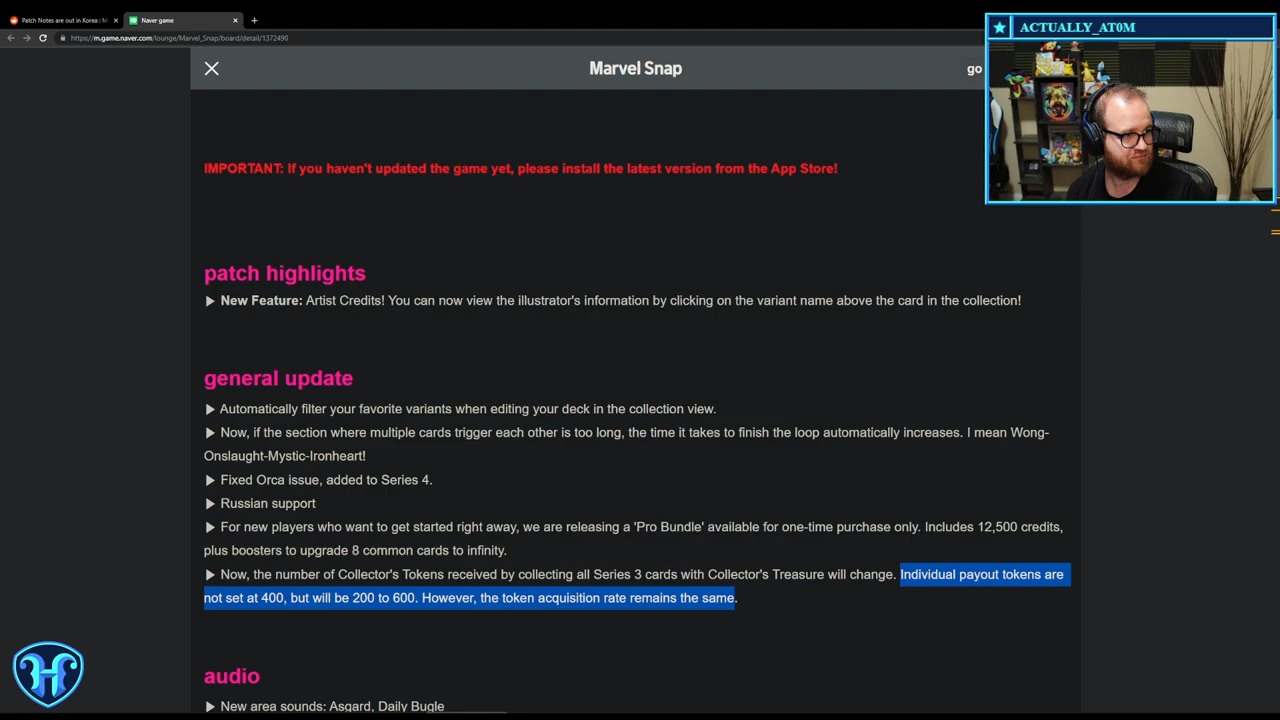 Patch Notes are out in Korea : M
Naver game
https://m.game.naver.com/lounge/Marvel_Snap/board/detail/1372490
ACTUALLY_AT0M
Marvel Snap
go
IMPORTANT: If you haven't updated the game yet, please install the latest version from the App Store!
patch highlights
▶ New Feature: Artist Credits! You can now view the illustrator's information by clicking on the variant name above the card in the collection!
general update
▶ Automatically filter your favorite variants when editing your deck in the collection view.
▶ Now, if the section where multiple cards trigger each other is too long, the time it takes to finish the loop automatically increases. I mean Wong-
Onslaught-Mystic-Ironheart!
▶ Fixed Orca issue, added to Series 4.
▶ Russian support
▶ For new players who want to get started right away, we are releasing a 'Pro Bundle' available for one-time purchase only. Includes 12,500 credits,
plus boosters to upgrade 8 common cards to infinity.
▶ Now, the number of Collector's Tokens received by collecting all Series 3 cards with Collector's Treasure will change. Individual payout tokens are
not set at 400, but will be 200 to 600. However, the token acquisition rate remains the same.
audio
▶ New area sounds: Asgard, Daily Bugle